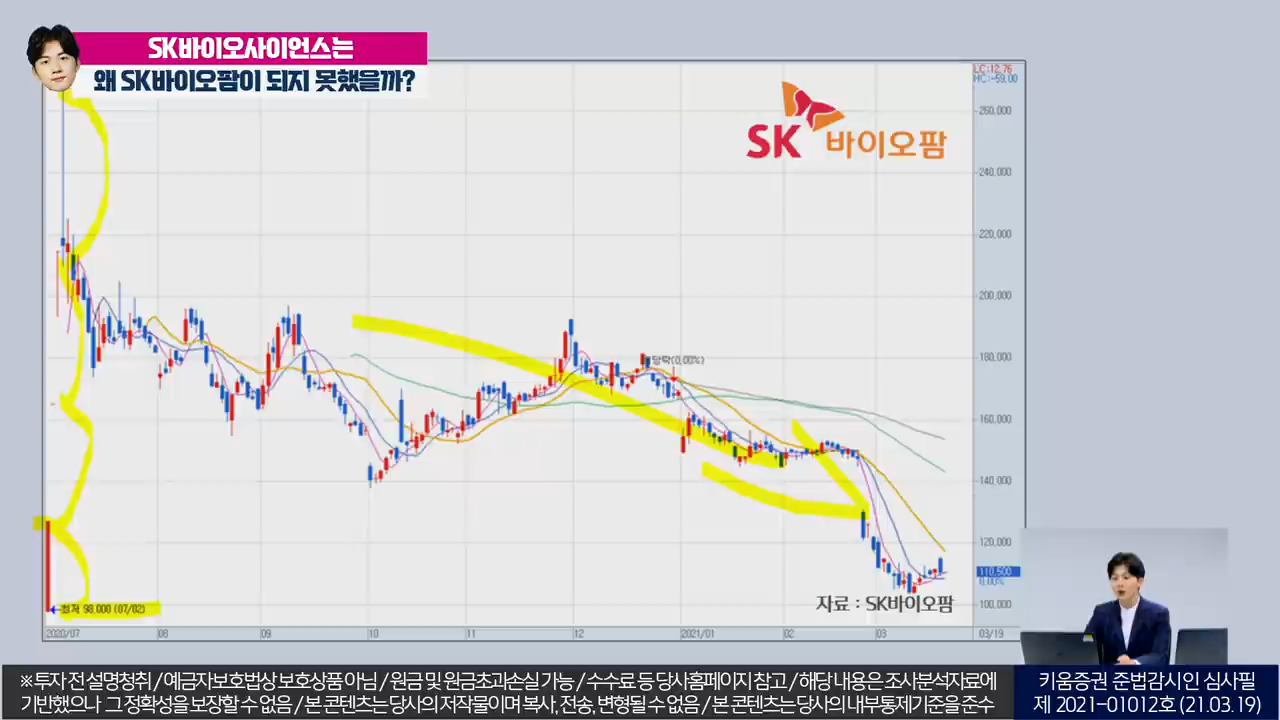 SK바이오사이언스는
왜 SK바이오팜이 되지 못했을까?
LC:12.76
HC:-59.00
SK 바이오팜
260,000
240,000
220,000
200,000
180,000
160,000
140,000
120,000
110,500
0.00%
100,000
락(0.00%)
최저 98,000 (07/02)
자료 : SK바이오팜
2020/07
08
09
10
11
12
2021/01
02
03
03/19
※ 투자 전 설명청취 / 예금자보호법상 보호상품 아님 / 원금 및 원금초과손실 가능 / 수수료 등 당사홈페이지 참고 / 해당 내용은 조사분석자료에
기반했으나 그 정확성을 보장할 수 없음 / 본 콘텐츠는 당사의 저작물이며 복사, 전송, 변형될 수 없음 / 본 콘텐츠는 당사의 내부통제기준을 준수
키움증권 준법감시인 심사필
제 2021-01012호 (21.03.19)